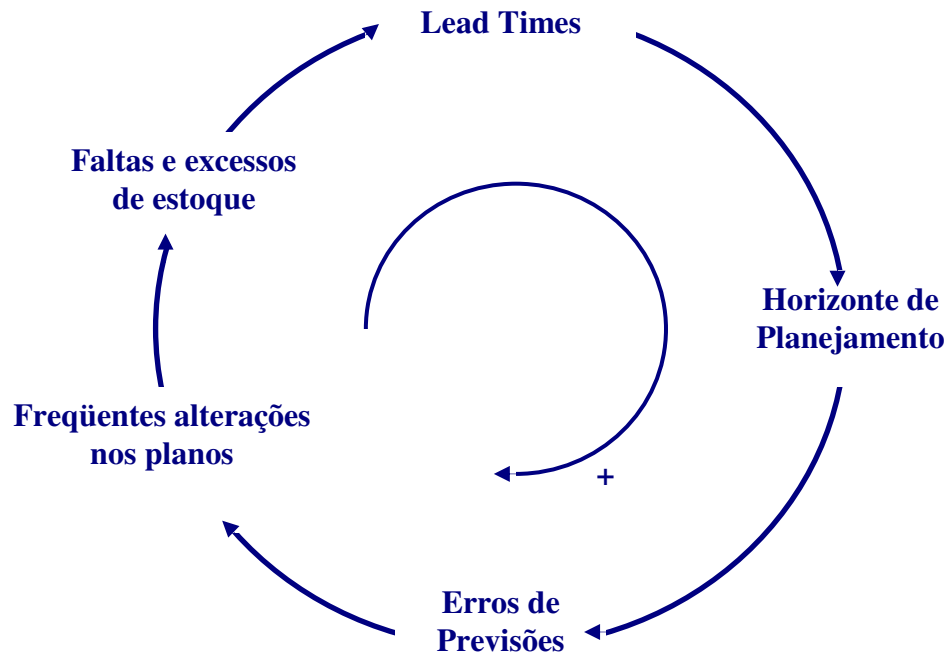 Lead Times
Faltas e excessos
de estoque
Horizonte de
Planejamento
Freqüentes alterações
nos planos
+
Erros de
Previsões